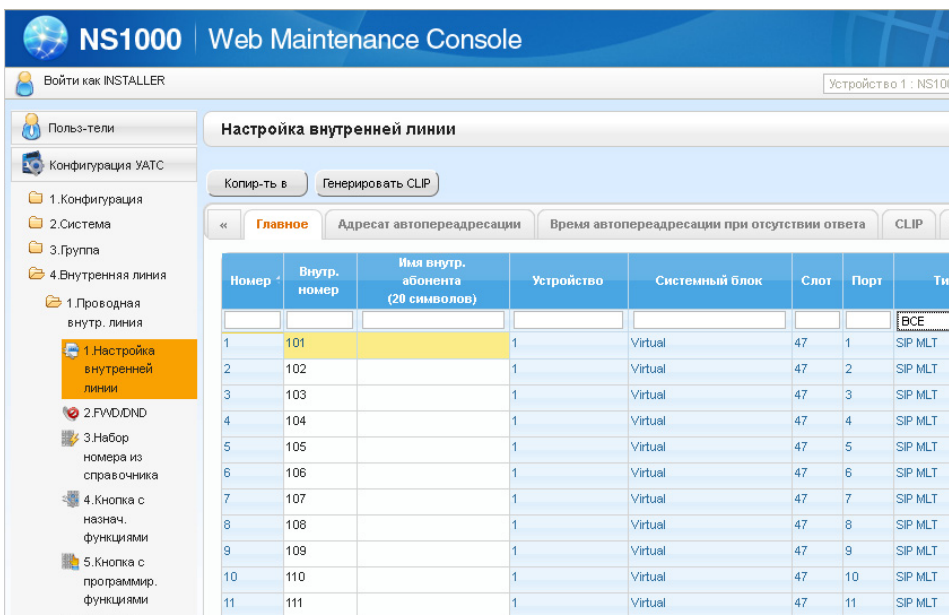 NS1000 Web Maintenance Console
Войти как INSTALLER
Устройство 1 : NS10
Польз-тели
Конфигурация УАТС
1.Конфигурация
2.Система
3.Группа
4.Внутренняя линия
1.Проводная
внутр. линия
1.Настройка
внутренней
линии
2.FWD/DND
3.Набор
номера из
справочника
4.Кнопка с
назнач.
функциями
5.Кнопка с
программир.
функциями
Настройка внутренней линии
Копир-ть в Генерировать CLIP
« Главное Адресат автопереадресации Время автопереадресации при отсутствии ответа CLIP
Номер Внутр. номер Имя внутр. абонента (20 символов) Устройство Системный блок Слот Порт Ти
ВСЕ
1 101 1 Virtual 47 1 SIP MLT
2 102 1 Virtual 47 2 SIP MLT
3 103 1 Virtual 47 3 SIP MLT
4 104 1 Virtual 47 4 SIP MLT
5 105 1 Virtual 47 5 SIP MLT
6 106 1 Virtual 47 6 SIP MLT
7 107 1 Virtual 47 7 SIP MLT
8 108 1 Virtual 47 8 SIP MLT
9 109 1 Virtual 47 9 SIP MLT
10 110 1 Virtual 47 10 SIP MLT
11 111 1 Virtual 47 11 SIP MLT